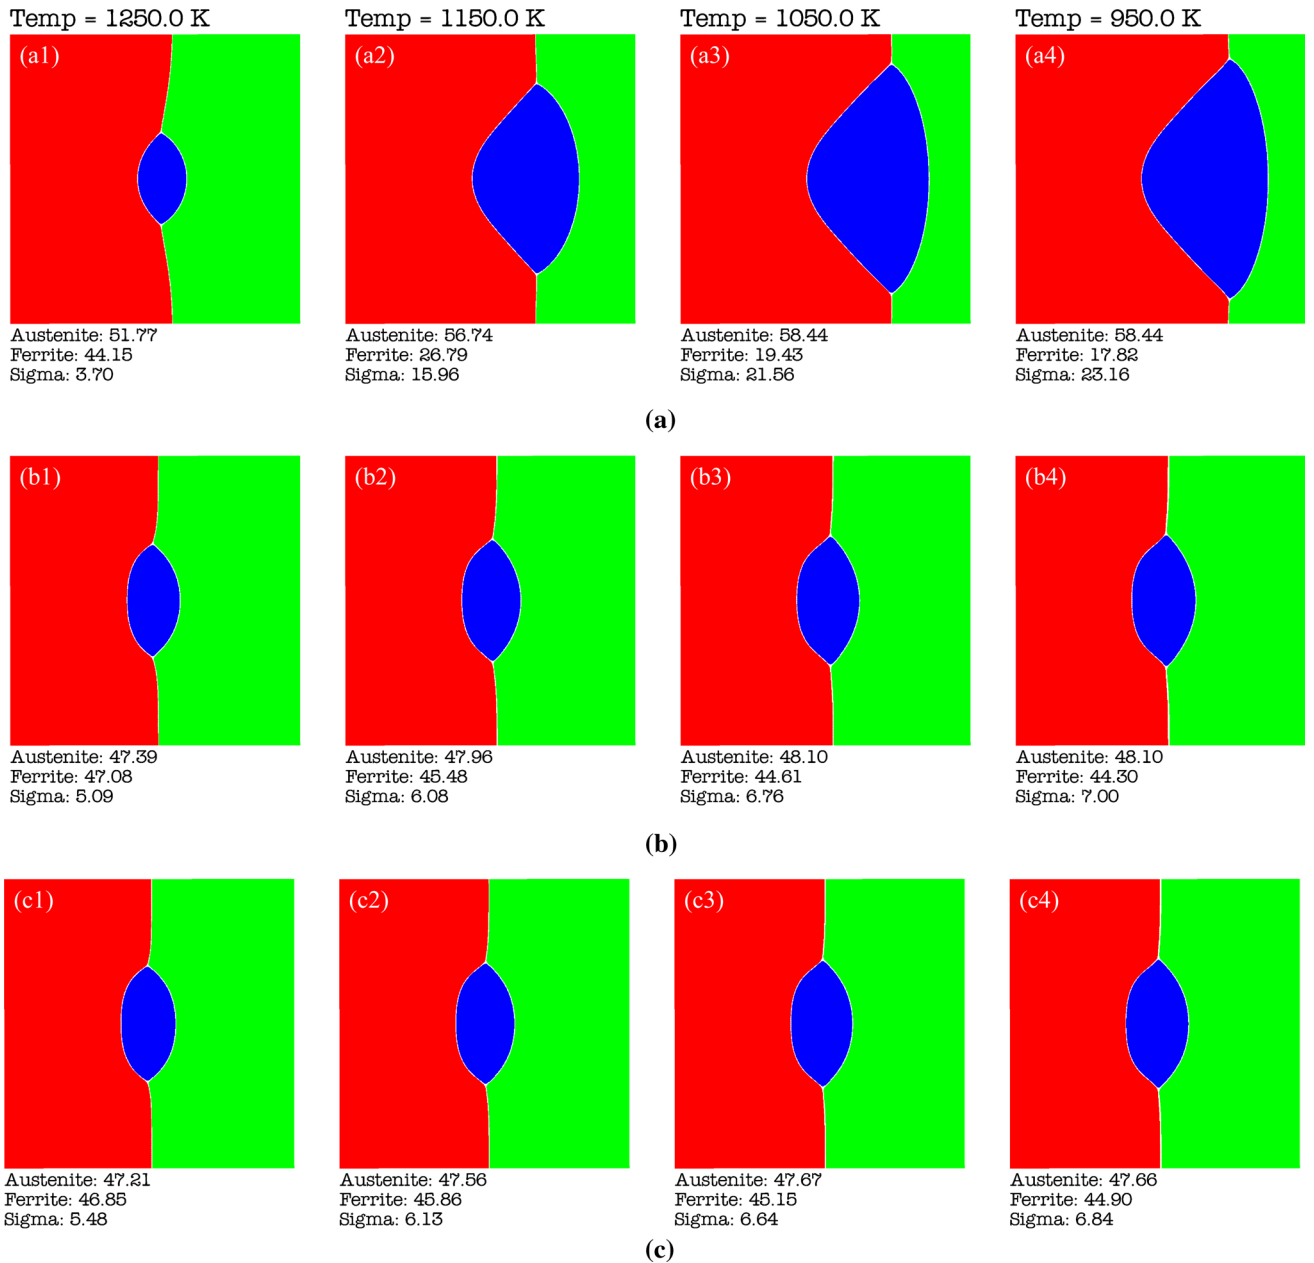 Temp = 1250.0 K
Temp = 1150.0 K
Temp = 1050.0 K
Temp = 950.0 K
(a1)
(a2)
(a3)
(a4)
Austenite: 51.77
Ferrite: 44.15
Sigma: 3.70
Austenite: 56.74
Ferrite: 26.79
Sigma: 15.96
Austenite: 58.44
Ferrite: 19.43
Sigma: 21.56
Austenite: 58.44
Ferrite: 17.82
Sigma: 23.16
(a)
(b1)
(b2)
(b3)
(b4)
Austenite: 47.39
Ferrite: 47.08
Sigma: 5.09
Austenite: 47.96
Ferrite: 45.48
Sigma: 6.08
Austenite: 48.10
Ferrite: 44.61
Sigma: 6.76
Austenite: 48.10
Ferrite: 44.30
Sigma: 7.00
(b)
(c1)
(c2)
(c3)
(c4)
Austenite: 47.21
Ferrite: 46.85
Sigma: 5.48
Austenite: 47.56
Ferrite: 45.86
Sigma: 6.13
Austenite: 47.67
Ferrite: 45.15
Sigma: 6.64
Austenite: 47.66
Ferrite: 44.90
Sigma: 6.84
(c)